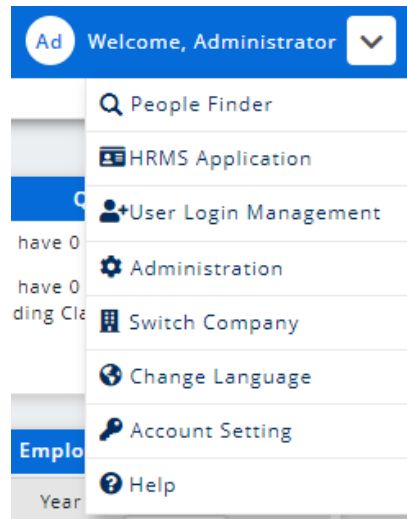 Ad Welcome, Administrator
People Finder
HRMS Application
User Login Management
have 0
Administration
have 0
ding Cla
Switch Company
Change Language
Account Setting
Emplo
Help
Year